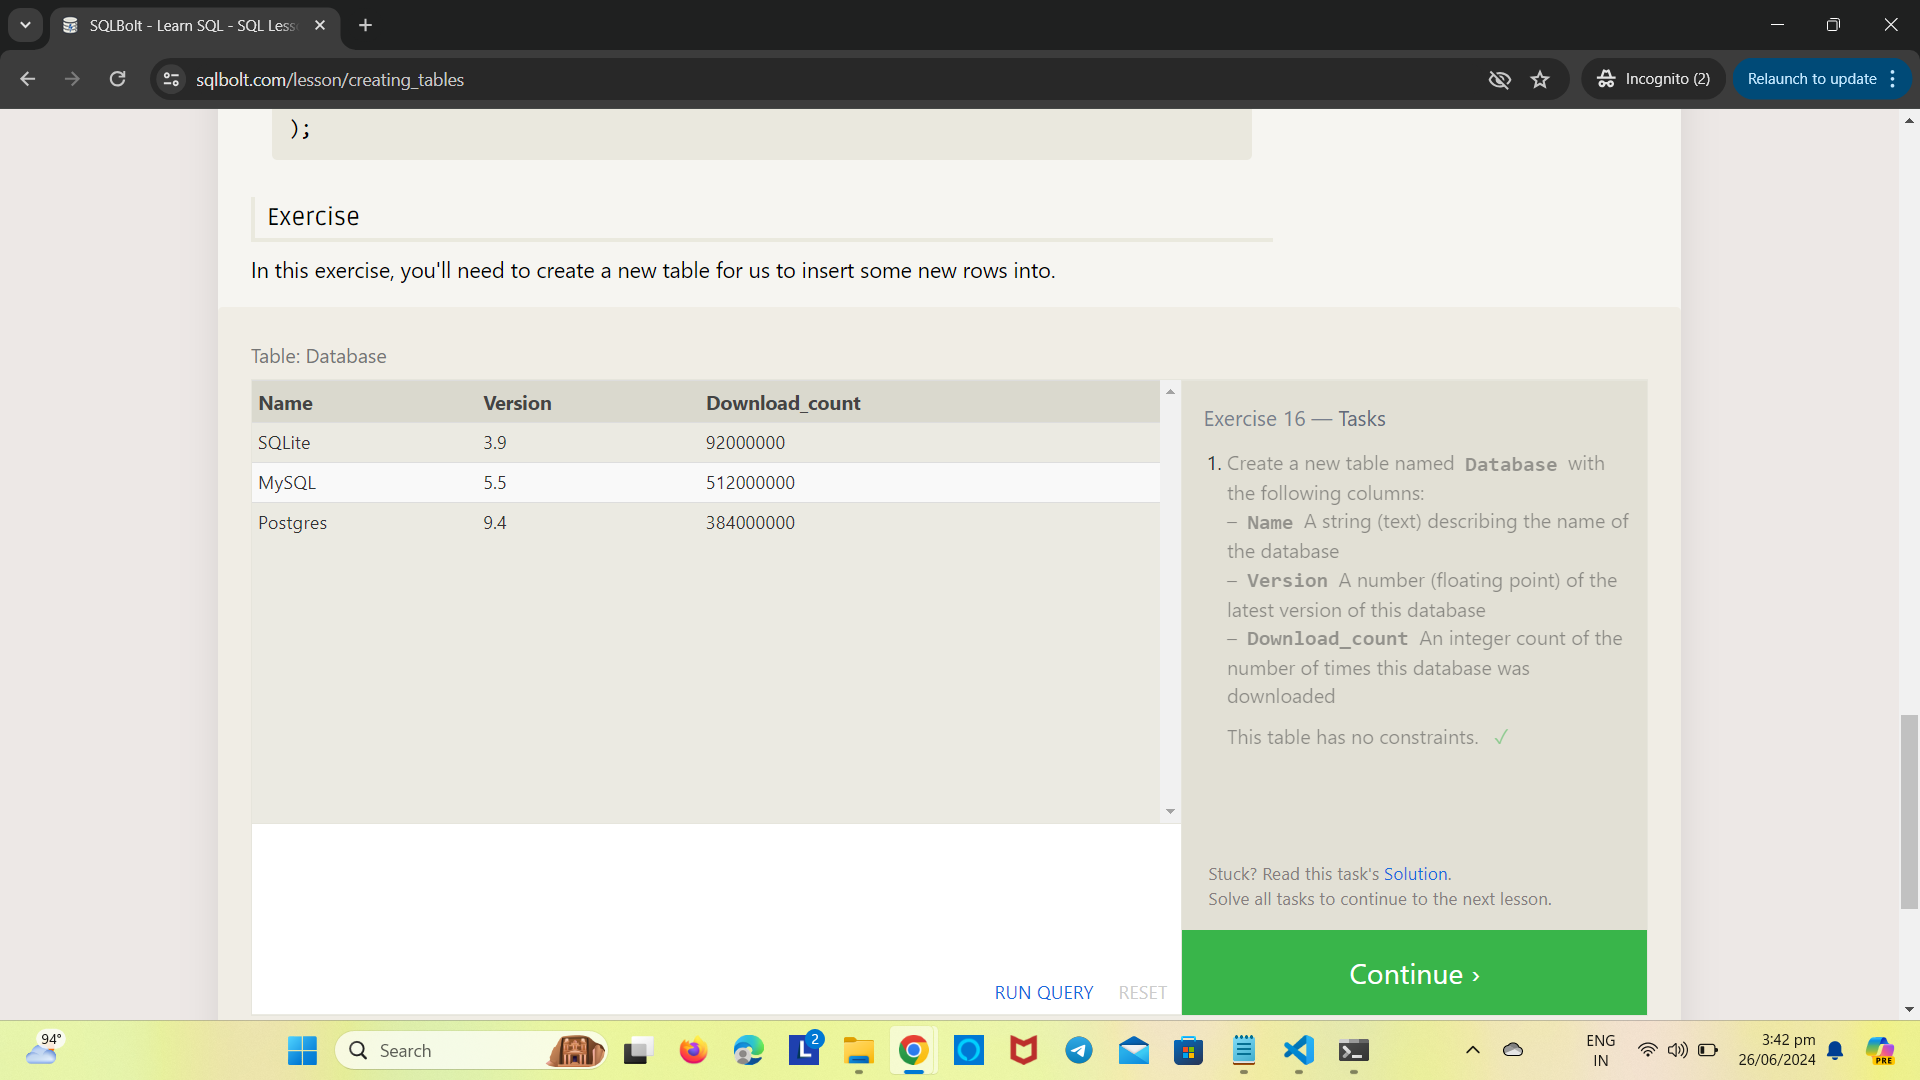 SQLBolt - Learn SQL - SQL Less
sqlbolt.com/lesson/creating_tables
Incognito (2)
Relaunch to update
);
Exercise
In this exercise, you'll need to create a new table for us to insert some new rows into.
Table: Database
Name Version Download_count
SQLite 3.9 92000000
MySQL 5.5 512000000
Postgres 9.4 384000000
Exercise 16 — Tasks
1. Create a new table named Database with
the following columns:
– Name A string (text) describing the name of
the database
– Version A number (floating point) of the
latest version of this database
– Download_count An integer count of the
number of times this database was
downloaded
This table has no constraints. ✓
Stuck? Read this task's Solution.
Solve all tasks to continue to the next lesson.
RUN QUERY RESET
Continue ›
94°
Search
L 2
ENG
IN
3:42 pm
26/06/2024
PRE